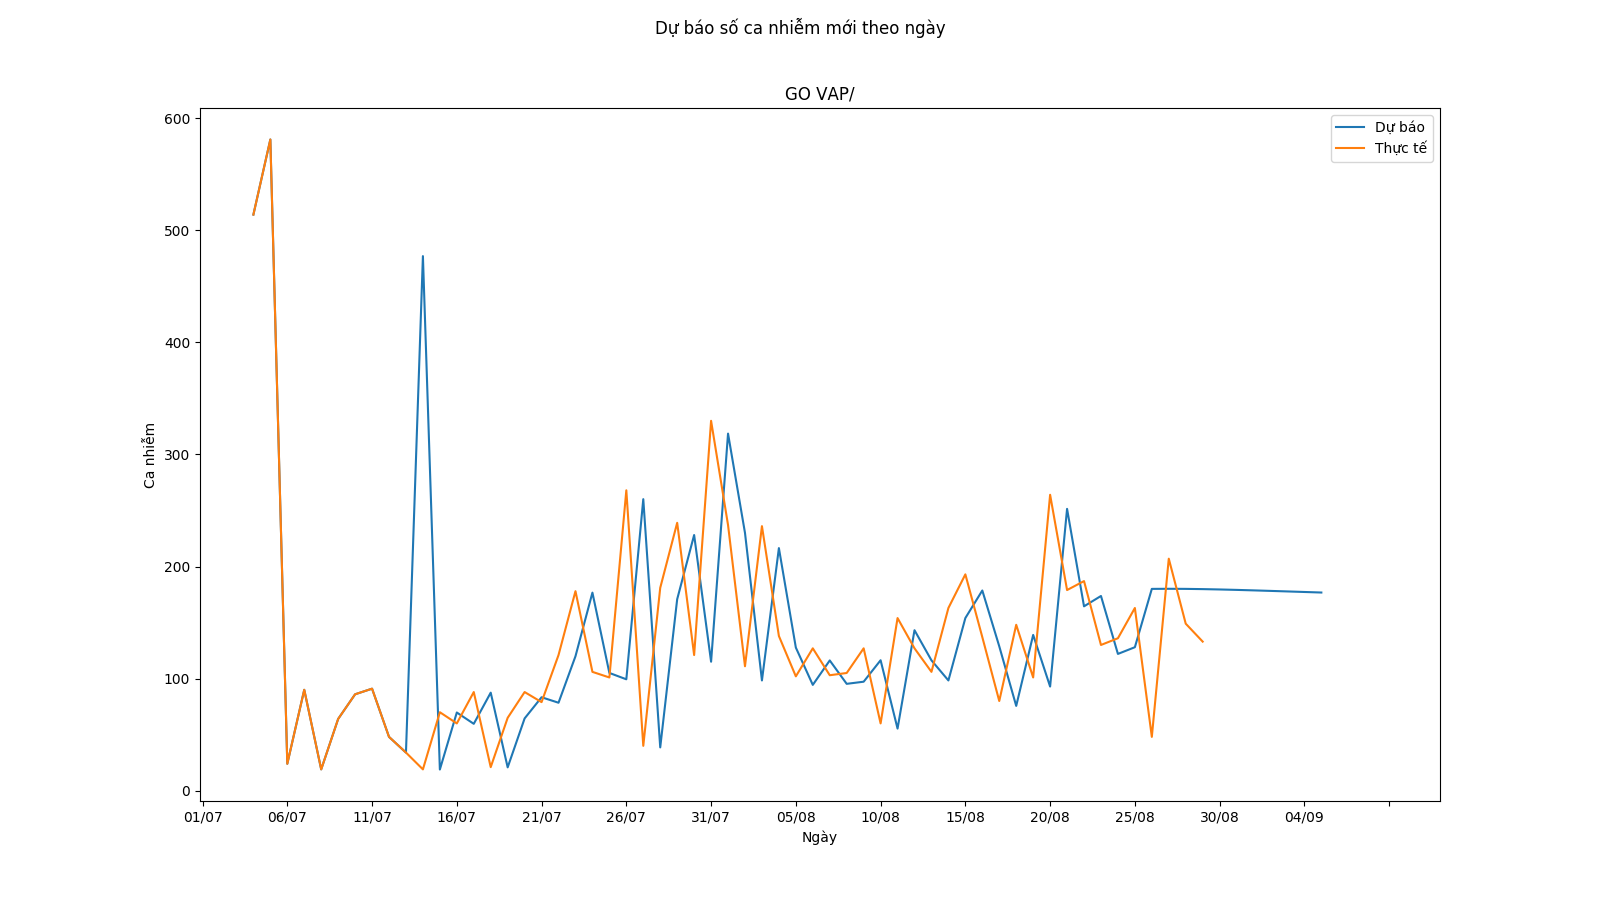 Dự báo số ca nhiễm mới theo ngày
GO VAP/
Dự báo
Thực tế
600
500
400
300
200
100
0
Ca nhiễm
01/07 06/07 11/07 16/07 21/07 26/07 31/07 05/08 10/08 15/08 20/08 25/08 30/08 04/09
Ngày